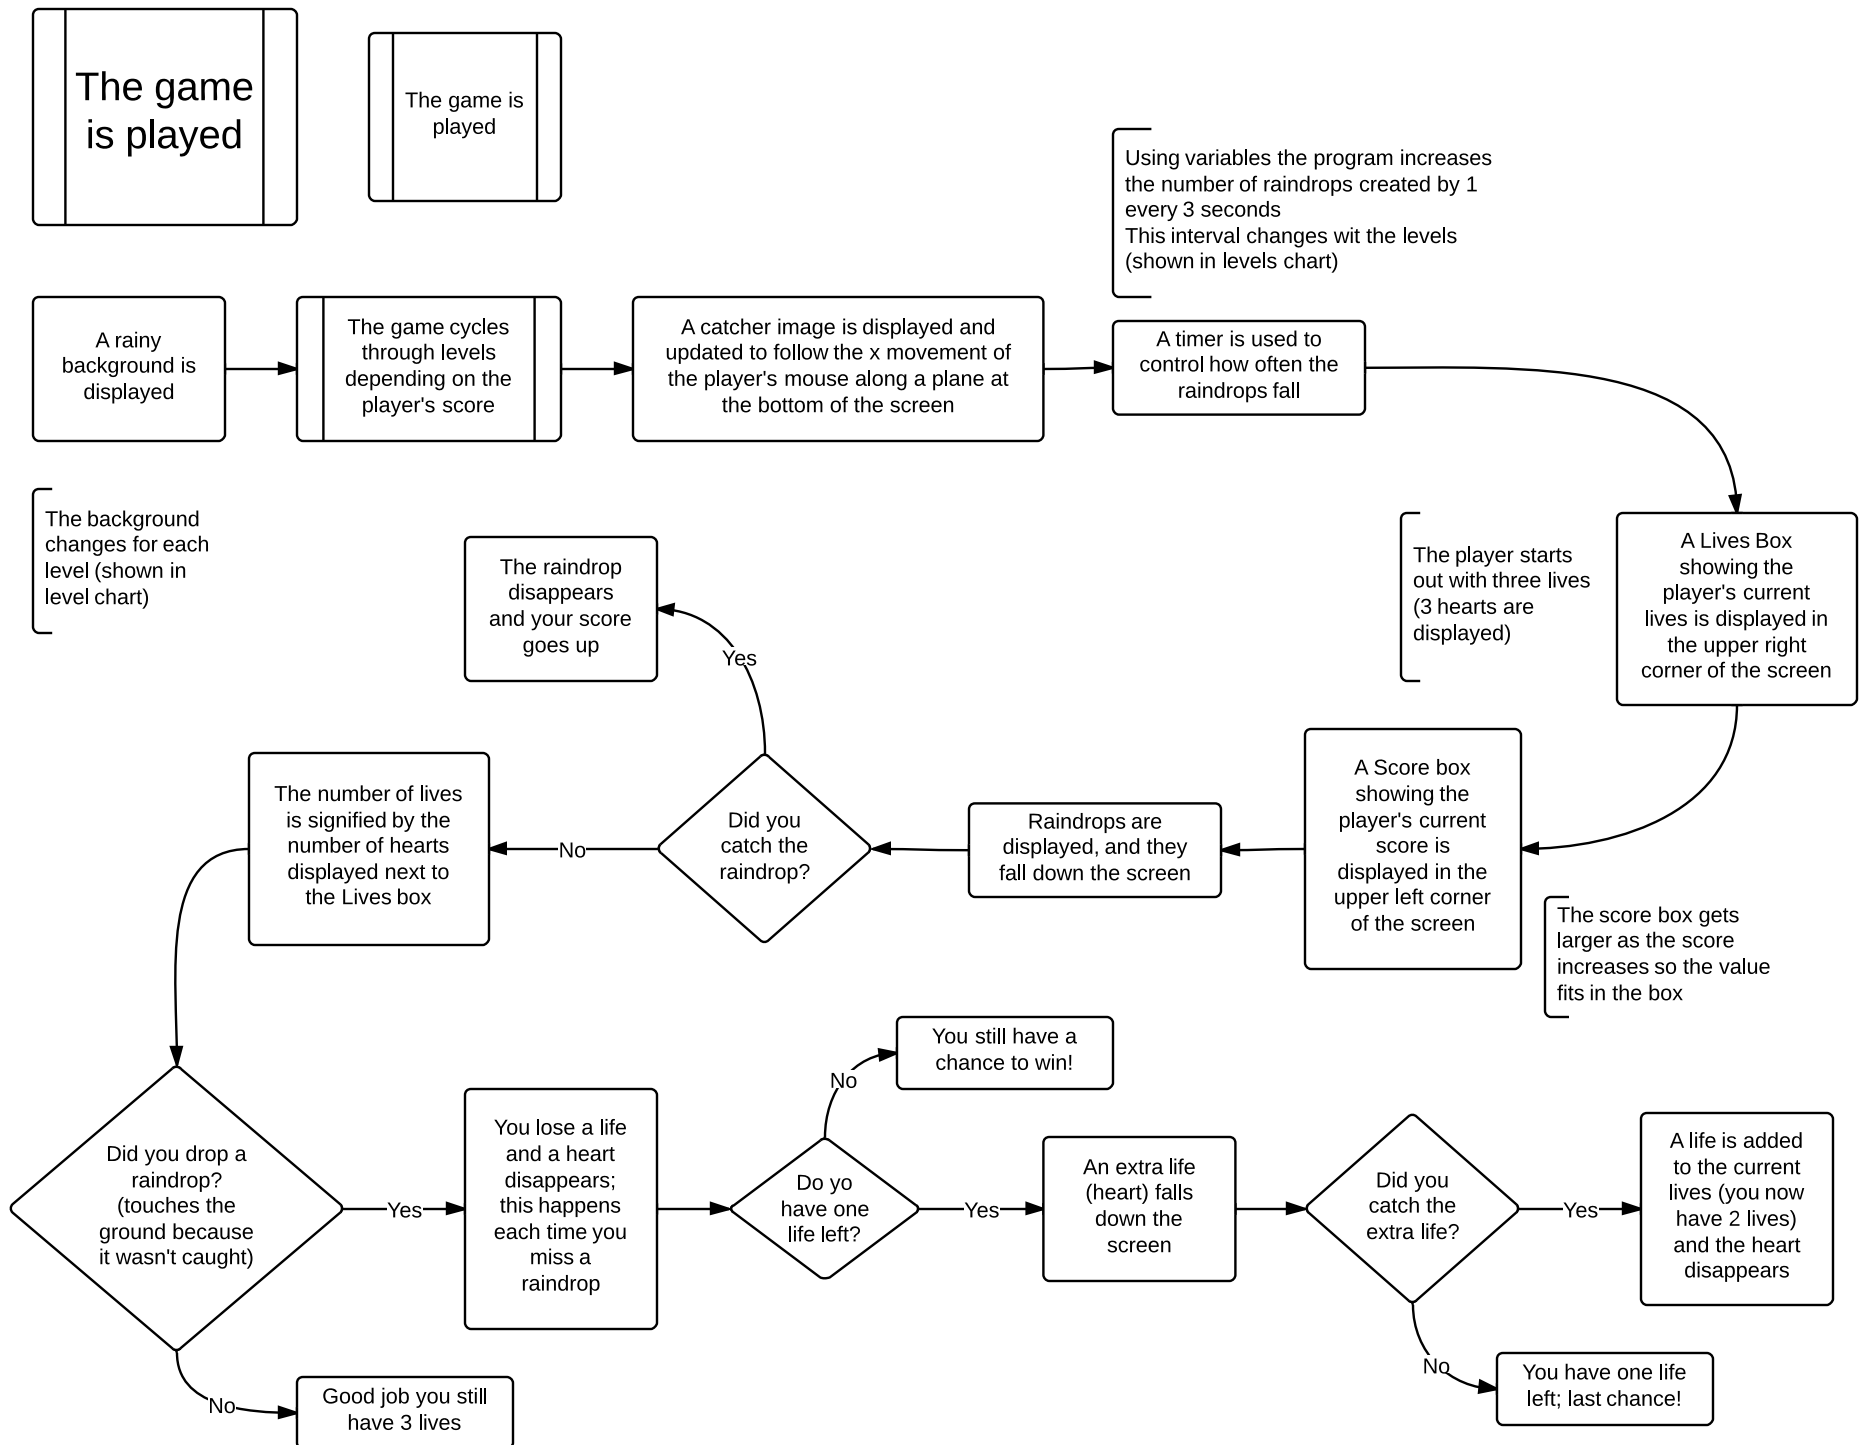 The game
is played
The game is
played
Using variables the program increases
the number of raindrops created by 1
every 3 seconds
This interval changes wit the levels
(shown in levels chart)
A rainy
background is
displayed
The game cycles
through levels
depending on the
player's score
A catcher image is displayed and
updated to follow the x movement of
the player's mouse along a plane at
the bottom of the screen
A timer is used to
control how often the
raindrops fall
The background
changes for each
level (shown in
level chart)
The player starts
out with three lives
(3 hearts are
displayed)
A Lives Box
showing the
player's current
lives is displayed in
the upper right
corner of the screen
The raindrop
disappears
and your score
goes up
Yes
A Score box
showing the
player's current
score is
displayed in the
upper left corner
of the screen
The score box gets
larger as the score
increases so the value
fits in the box
Raindrops are
displayed, and they
fall down the screen
Did you
catch the
raindrop?
No
The number of lives
is signified by the
number of hearts
displayed next to
the Lives box
Did you drop a
raindrop?
(touches the
ground because
it wasn't caught)
Yes
You lose a life
and a heart
disappears;
this happens
each time you
miss a
raindrop
No
Good job you still
have 3 lives
Do yo
have one
life left?
No
You still have a
chance to win!
Yes
An extra life
(heart) falls
down the
screen
Did you
catch the
extra life?
Yes
A life is added
to the current
lives (you now
have 2 lives)
and the heart
disappears
No
You have one life
left; last chance!